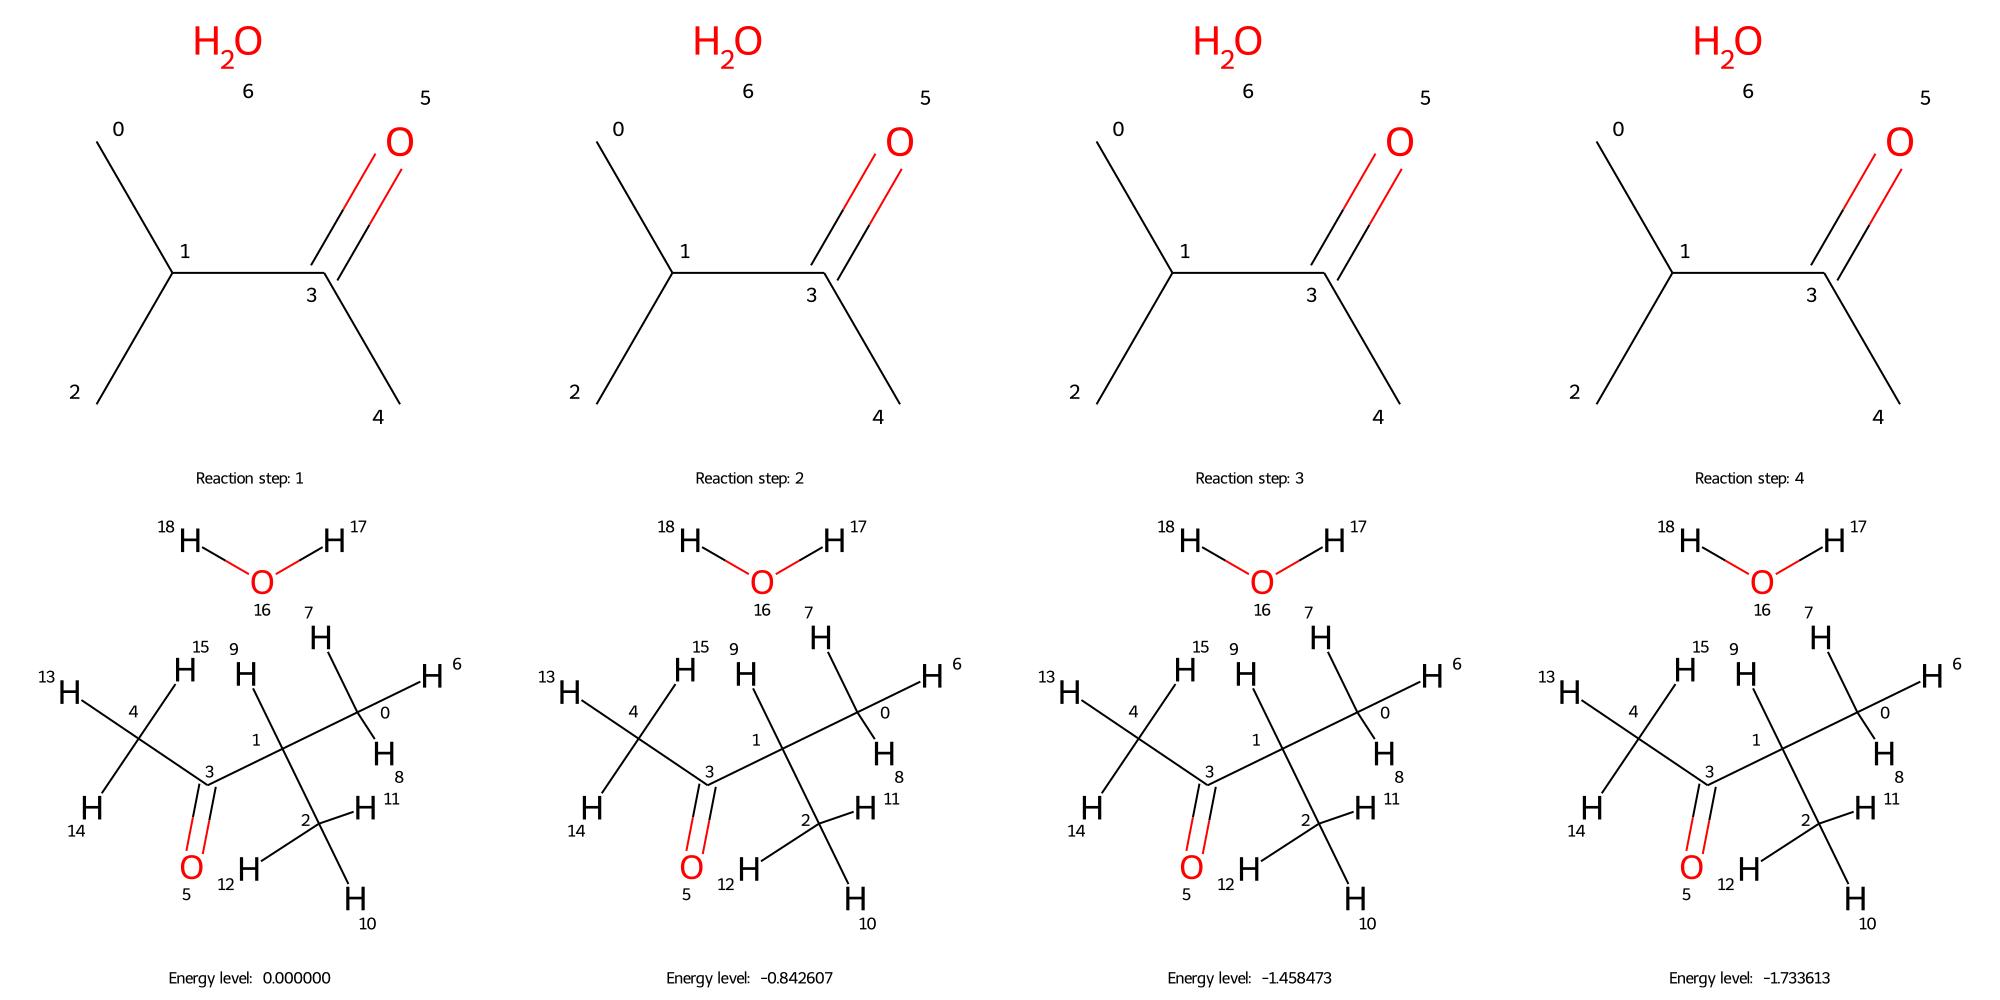 H2O H2O H2O H2O
6 6 6 6
5 5 5 5
0 O 0 O 0 O 0 O
1 1 1 1
3 3 3 3
2 2 2 2
4 4 4 4
Reaction step: 1 Reaction step: 2 Reaction step: 3 Reaction step: 4
18 H H 17 18 H H 17 18 H H 17 18 H H 17
O O O O
16 7 16 7 16 7 16 7
H H H H
13 H 15 9 H 6 13 H 15 9 H 6 13 H 15 9 H 6 13 H 15 9 H 6
H H H H H H H H
4 0 4 0 4 0 4 0
1 H 1 H 1 H 1 H
3 8 3 8 3 8 3 8
H H 11 H H 11 H H 11 H H 11
14 2 14 2 14 2 14 2
O H O H O H O H
5 12 H 5 12 H 5 12 H 5 12 H
10 10 10 10
Energy level: 0.000000 Energy level: -0.842607 Energy level: -1.458473 Energy level: -1.733613